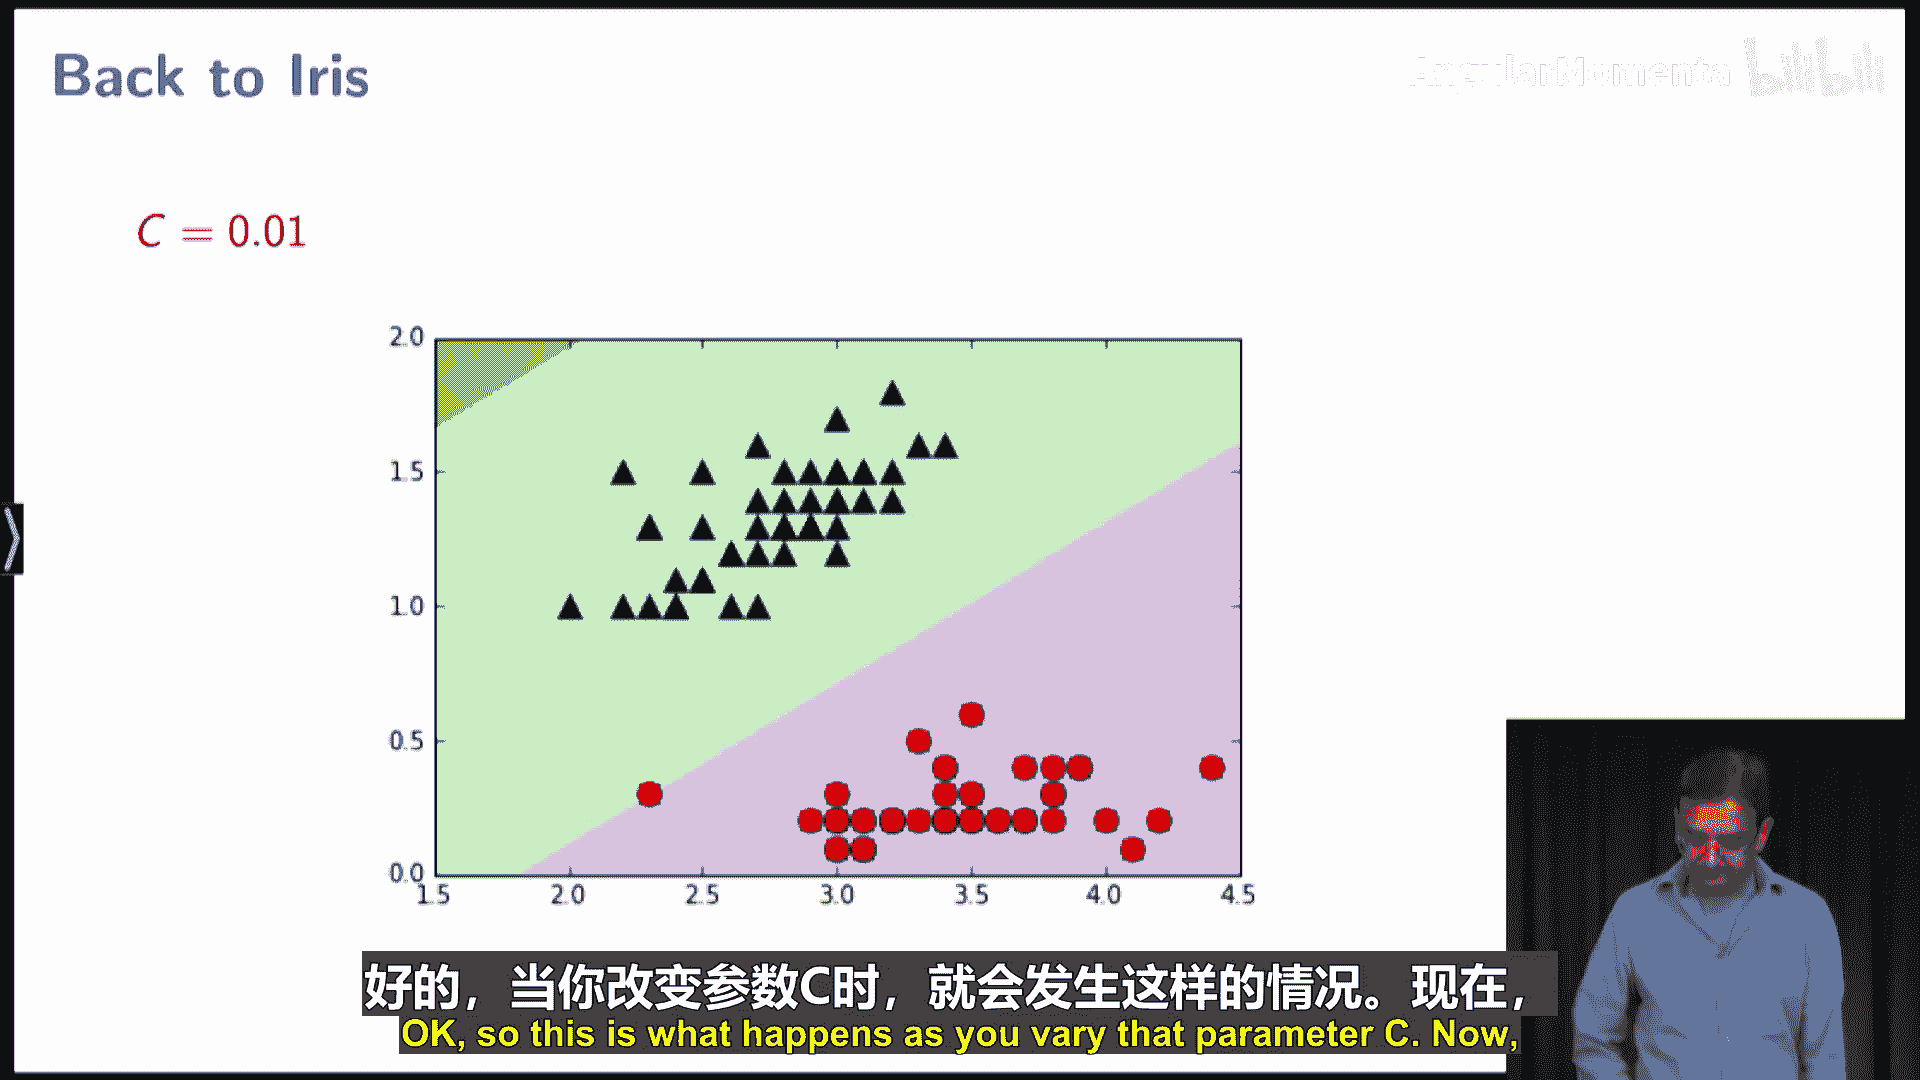 Back to Iris
AngularMomenta bilibili
C = 0.01
2.0
1.5
1.0
0.5
0.0
1.5 2.0 2.5 3.0 3.5 4.0 4.5
好的，当你改变参数C时，就会发生这样的情况。现在，
OK, so this is what happens as you vary that parameter C. Now,